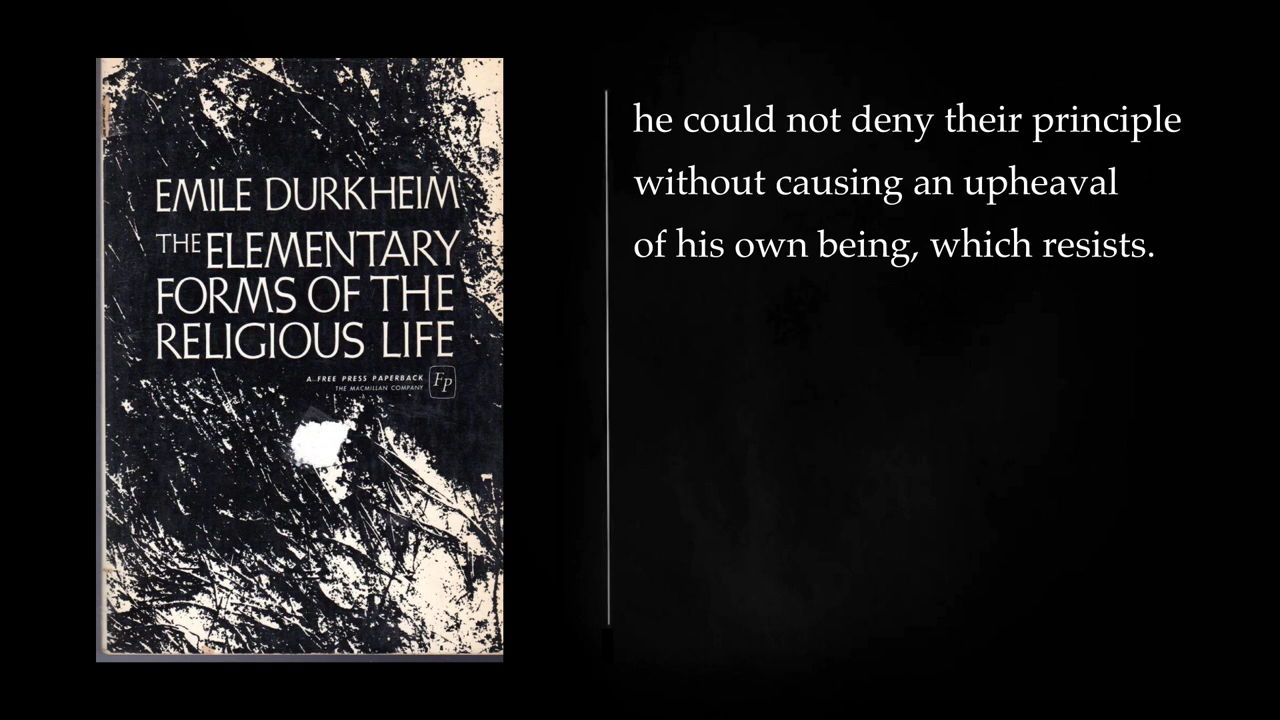 EMILE DURKHEIM
THE ELEMENTARY
FORMS OF THE
RELIGIOUS LIFE
A FREE PRESS PAPERBACK
THE MACMILLAN COMPANY
FP
he could not deny their principle
without causing an upheaval
of his own being, which resists.